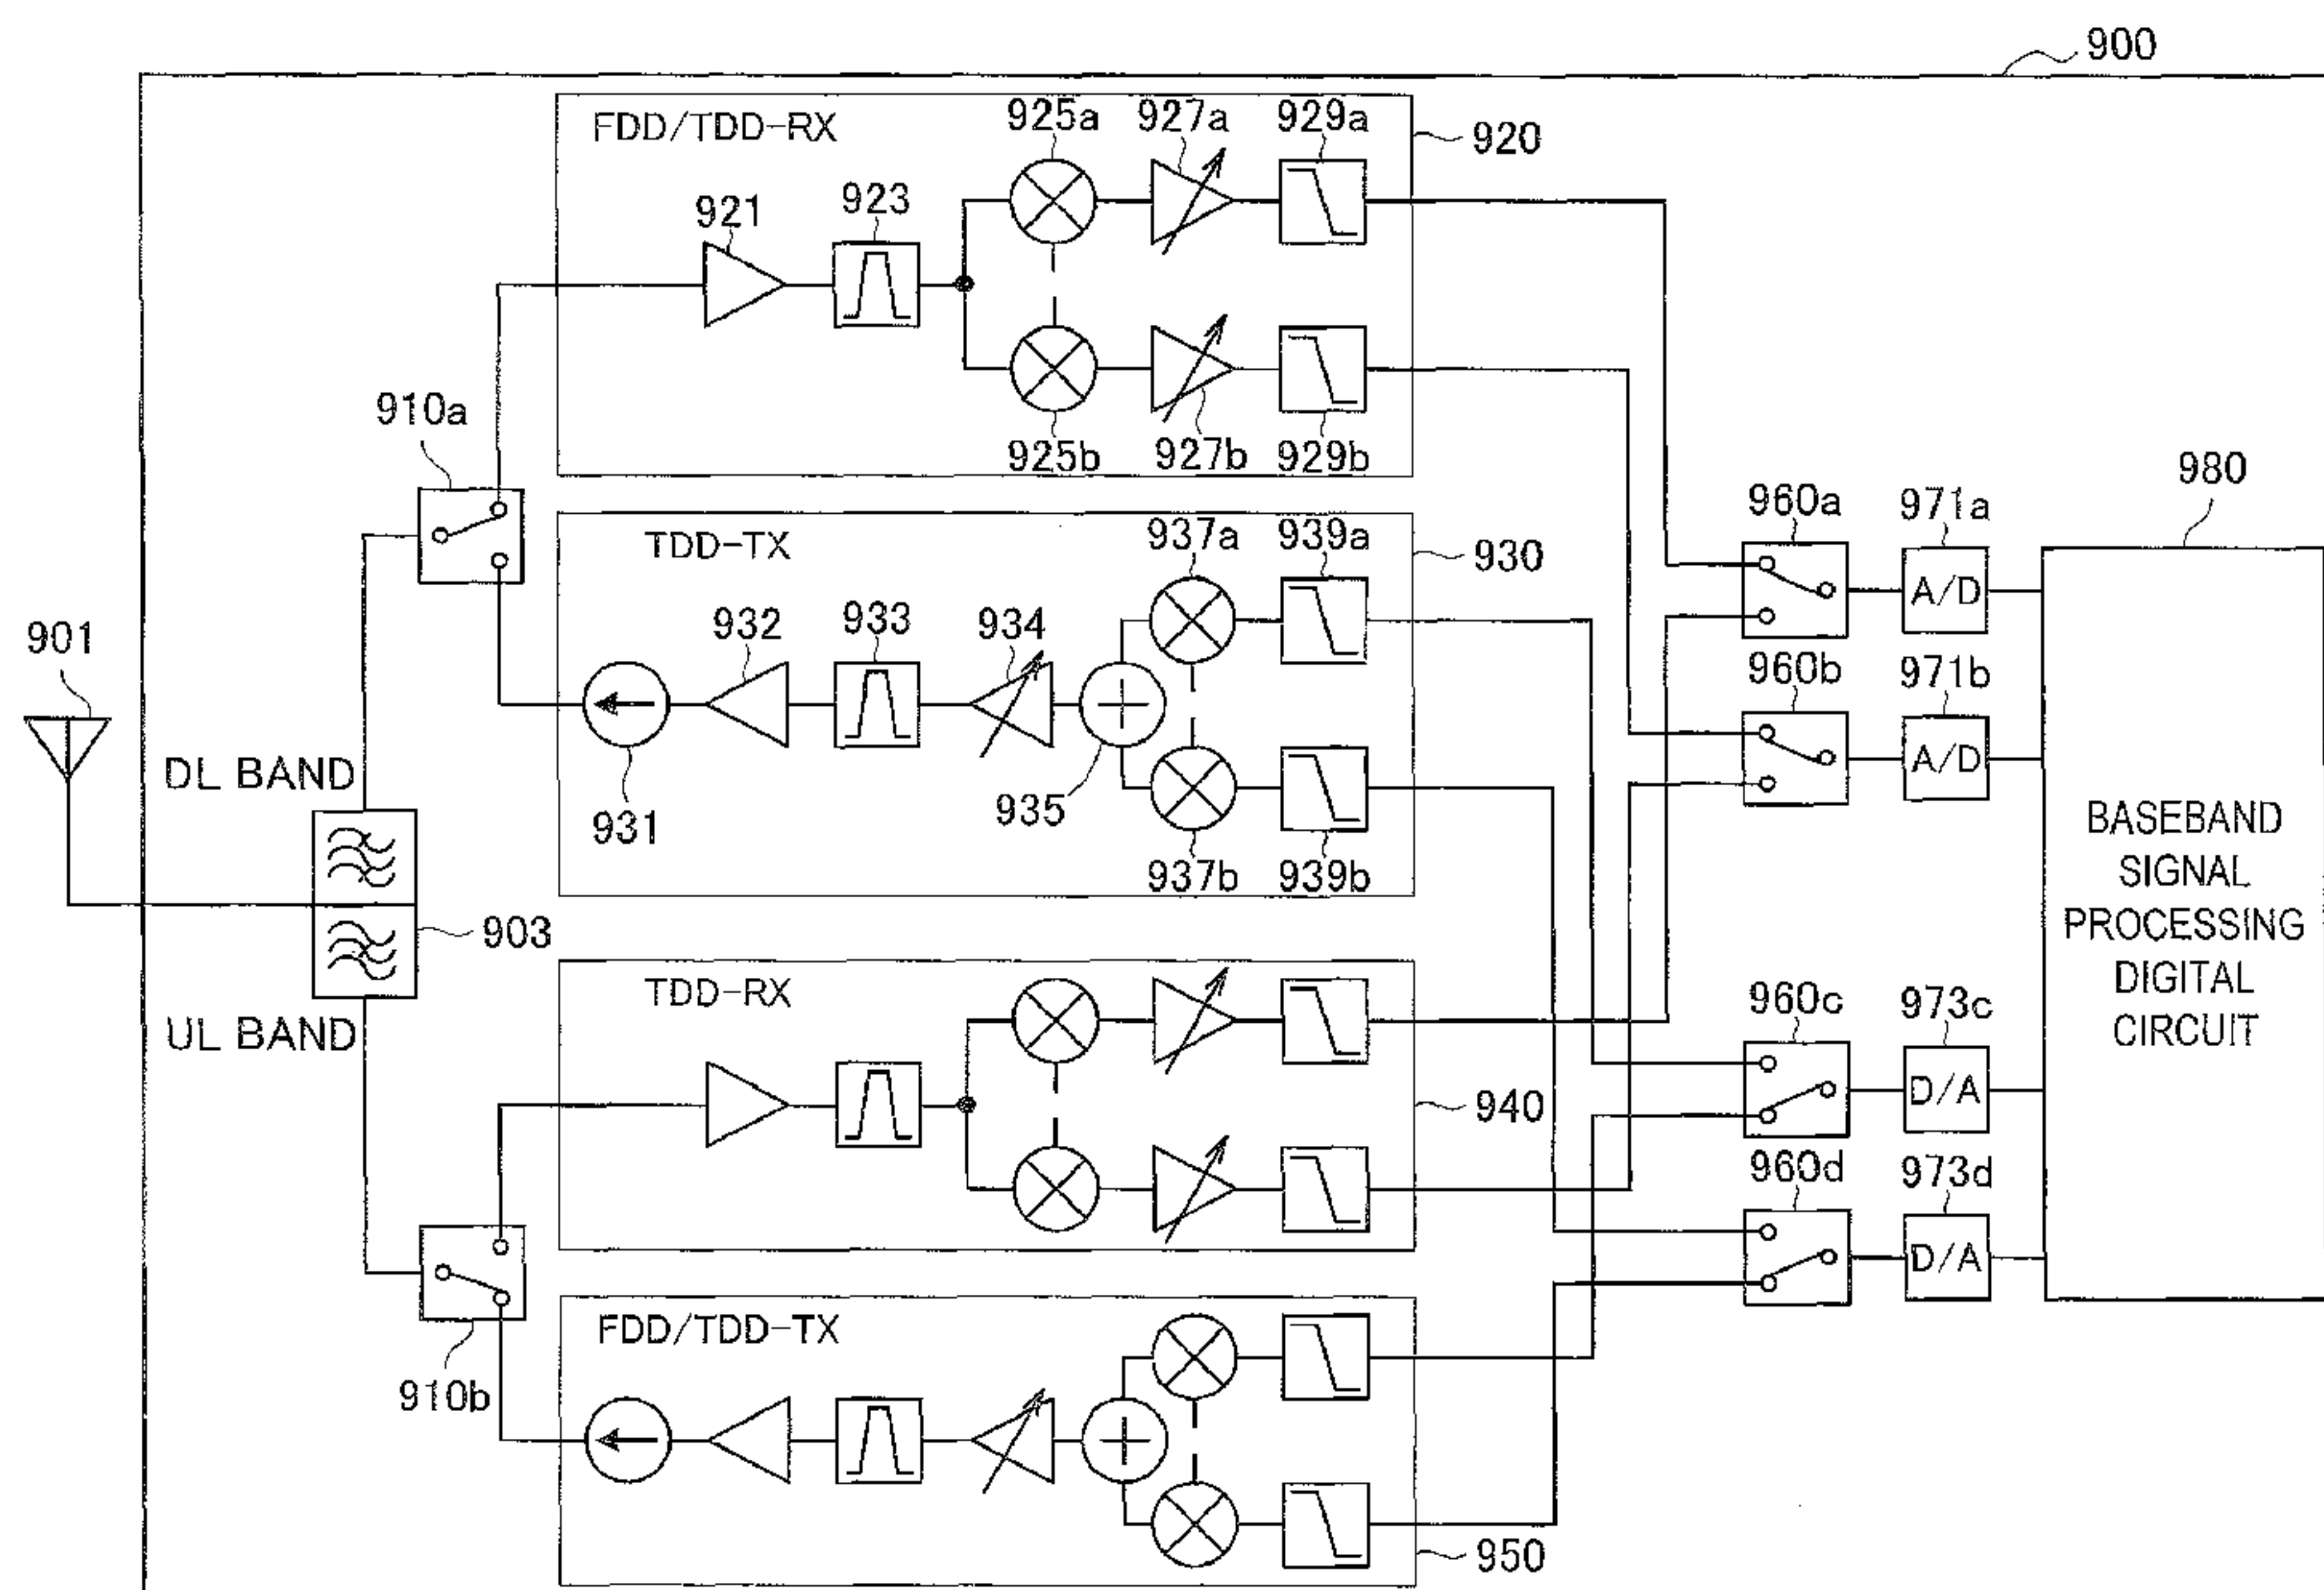 900
FDD/TDD-RX
925a
927a
929a
920
921
923
925b
927b
929b
910a
980
960a
971a
TDD-TX
937a
939a
930
A/D
901
932
933
934
960b
971b
DL BAND
A/D
931
935
937b
939b
BASEBAND
SIGNAL
PROCESSING
DIGITAL
CIRCUIT
903
TDD-RX
960c
973c
UL BAND
D/A
940
960d
973d
D/A
FDD/TDD-TX
910b
950